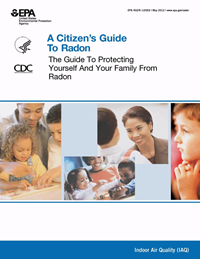 EPA 402/K-12/002 | May 2012 | www.epa.gov/radon
EPA
United States
Environmental Protection
Agency
A Citizen's Guide
To Radon
The Guide To Protecting
Yourself And Your Family From
Radon
CDC
Indoor Air Quality (IAQ)